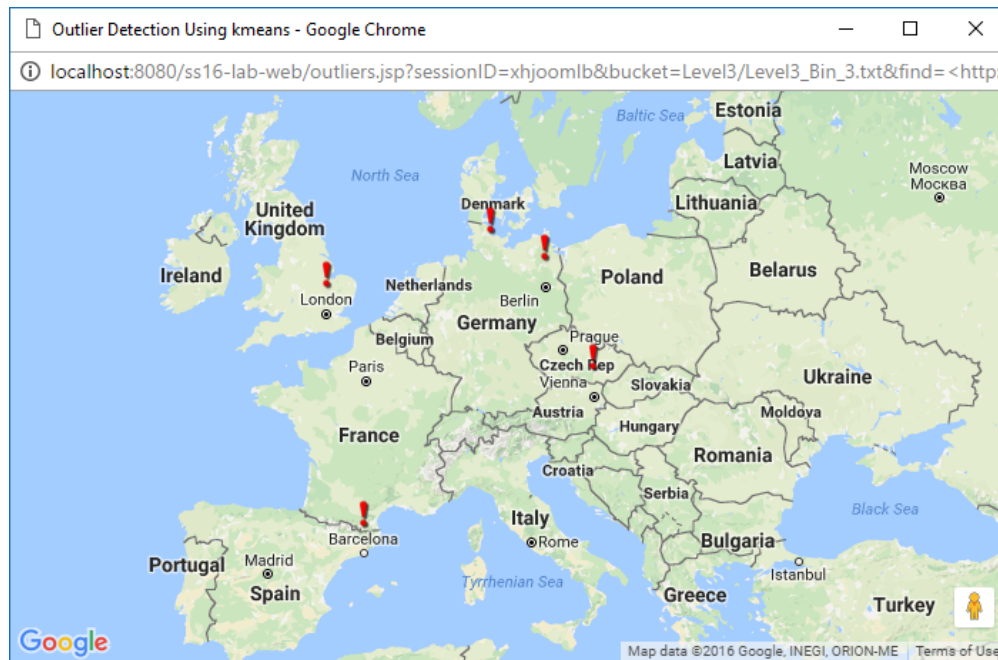 Outlier Detection Using kmeans - Google Chrome
localhost:8080/ss16-lab-web/outliers.jsp?sessionID=xhjoomlb&bucket=Level3/Level3_Bin_3.txt&find=<http:
Baltic Sea
Estonia
Latvia
Moscow
Москва
North Sea
Denmark
Lithuania
United
Kingdom
Ireland
Poland
Belarus
Netherlands
London
Berlin
Germany
Belgium
Prague
Paris
Czech Rep
Vienna
Slovakia
Ukraine
Austria
Moldova
Hungary
France
Romania
Croatia
Serbia
Italy
Black Sea
Barcelona
Rome
Bulgaria
Portugal
Madrid
Istanbul
Tyrrhenian Sea
Spain
Greece
Turkey
Google
Map data ©2016 Google, INEGI, ORION-ME
Terms of Use